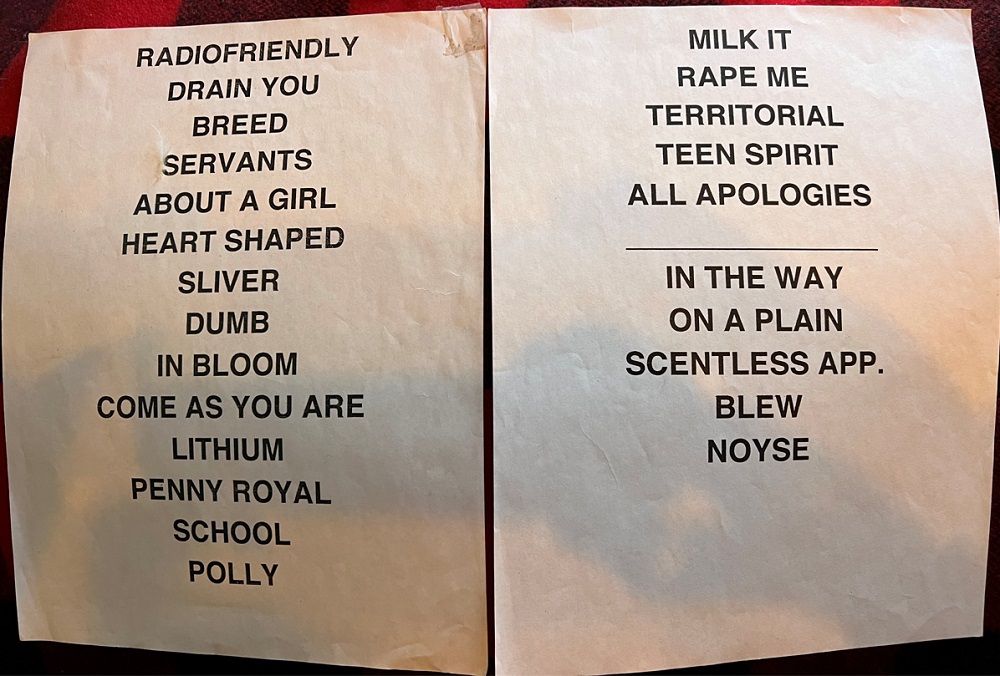 RADIOFRIENDLY
DRAIN YOU
BREED
SERVANTS
ABOUT A GIRL
HEART SHAPED
SLIVER
DUMB
IN BLOOM
COME AS YOU ARE
LITHIUM
PENNY ROYAL
SCHOOL
POLLY
MILK IT
RAPE ME
TERRITORIAL
TEEN SPIRIT
ALL APOLOGIES
IN THE WAY
ON A PLAIN
SCENTLESS APP.
BLEW
NOYSE